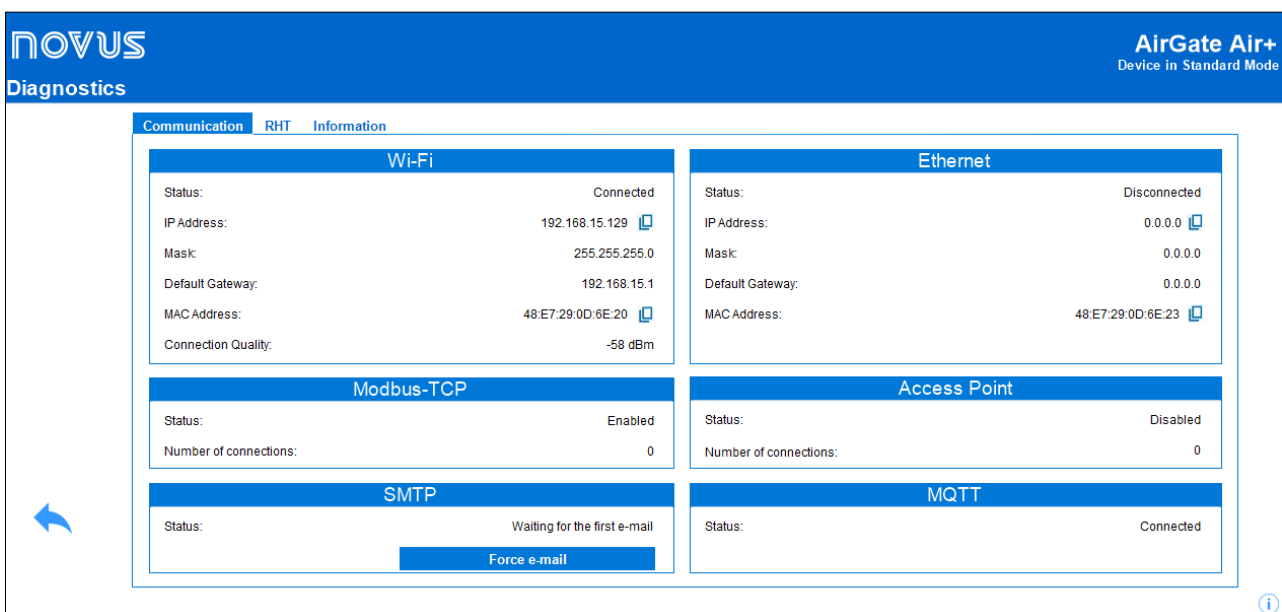 NOVUS
AirGate Air+
Device in Standard Mode
Diagnostics
Communication RHT Information
Wi-Fi
Status: Connected
IP Address: 192.168.15.129
Mask: 255.255.255.0
Default Gateway: 192.168.15.1
MAC Address: 48:E7:29:0D:6E:20
Connection Quality: -58 dBm
Ethernet
Status: Disconnected
IP Address: 0.0.0.0
Mask: 0.0.0.0
Default Gateway: 0.0.0.0
MAC Address: 48:E7:29:0D:6E:23
Modbus-TCP
Status: Enabled
Number of connections: 0
Access Point
Status: Disabled
Number of connections: 0
SMTP
Status: Waiting for the first e-mail
Force e-mail
MQTT
Status: Connected